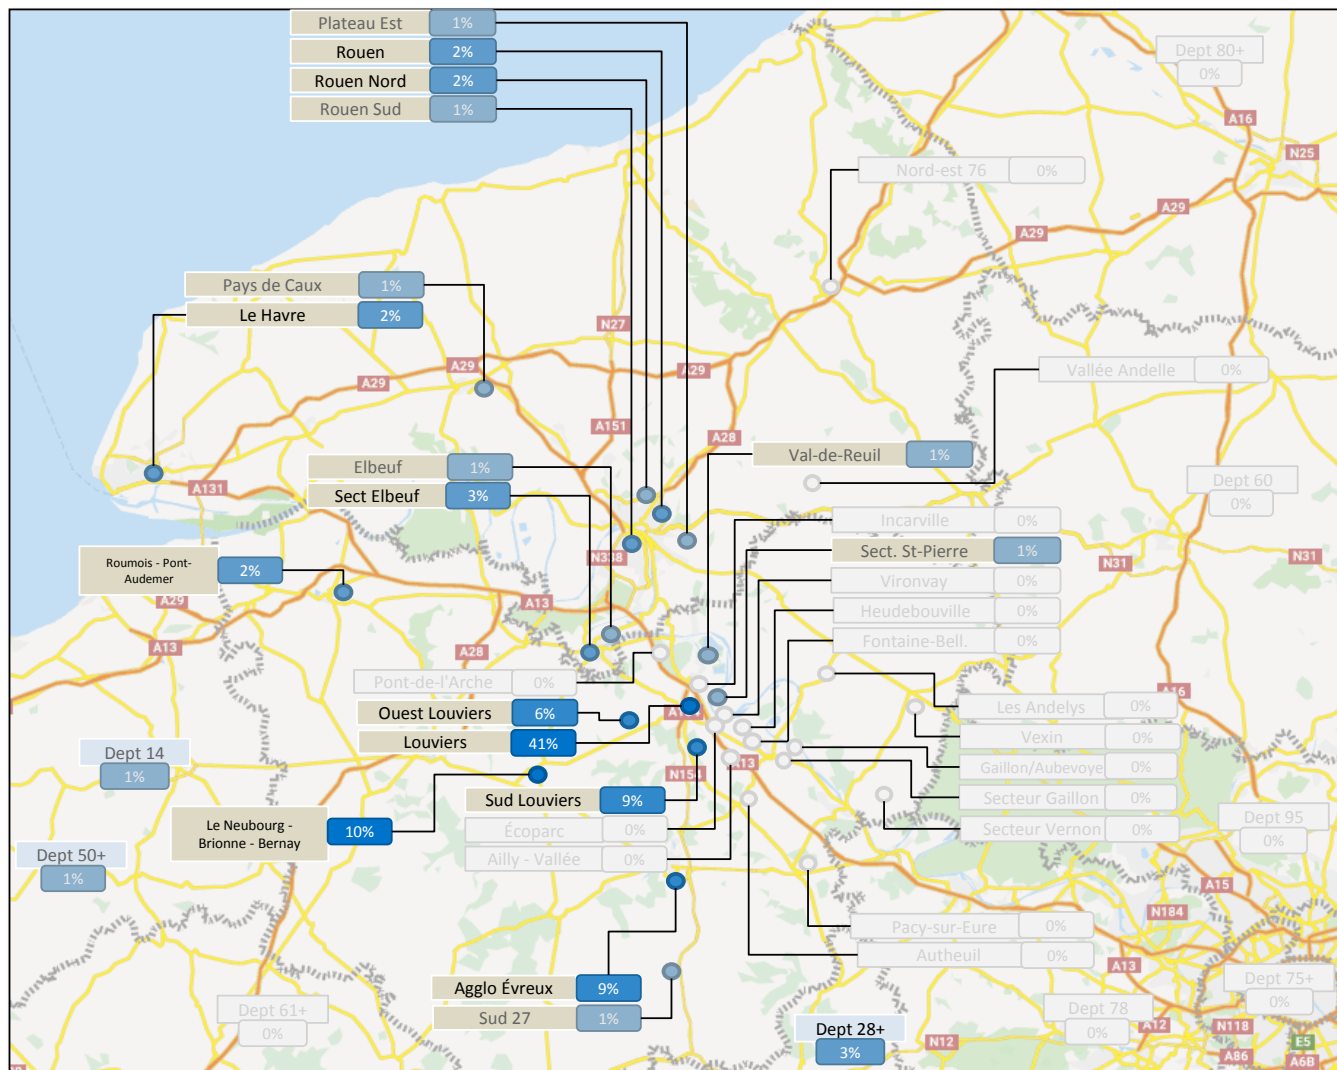 Plateau Est 1%
Rouen 2%
Rouen Nord 2%
Rouen Sud 1%
Dept 80+
0%
A16
N25
Nord-est 76 0%
A29
A29
Pays de Caux 1%
Le Havre 2%
N27
A29
A29
A29
Vallée Andelle 0%
A151
A28
Val-de-Reuil 1%
Elbeuf 1%
Sect Elbeuf 3%
A131
Dept 60
0%
Incarville 0%
Sect. St-Pierre 1%
N338
N31
N31
Roumois - Pont-
Audemer
2%
Vironvay 0%
A29
A13
Heudebouville 0%
A13
A28
Fontaine-Bell. 0%
Pont-de-l'Arche 0%
A16
Ouest Louviers 6%
Les Andelys 0%
Louviers 41%
Vexin 0%
Dept 14
1%
N154
A13
Gaillon/Aubevoye 0%
Sud Louviers 9%
Secteur Gaillon 0%
Le Neubourg -
Brionne - Bernay
10%
Écoparc 0%
Secteur Vernon 0%
Dept 95
0%
Ailly - Vallée 0%
Dept 50+
1%
A15
N184
Pacy-sur-Eure 0%
Autheuil 0%
A13
Agglo Évreux 9%
Sud 27 1%
Dept 75+
0%
Dept 61+
0%
Dept 78
0%
Dept 28+
3%
A12
N118
N12
E5
A86
A6B